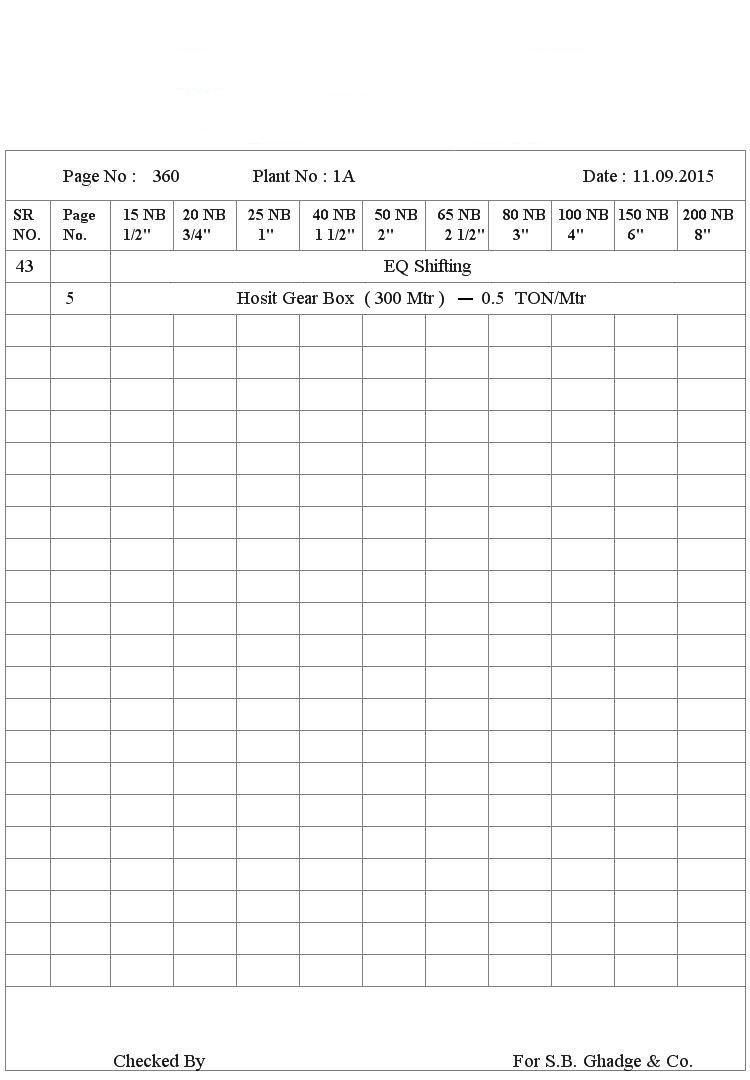 Page No : 360 Plant No : 1A Date : 11.09.2015
SR NO. Page No. 15 NB 1/2" 20 NB 3/4" 25 NB 1" 40 NB 1 1/2" 50 NB 2" 65 NB 2 1/2" 80 NB 3" 100 NB 4" 150 NB 6" 200 NB 8"
43 EQ Shifting
5 Hosit Gear Box ( 300 Mtr ) — 0.5 TON/Mtr
Checked By For S.B. Ghadge & Co.